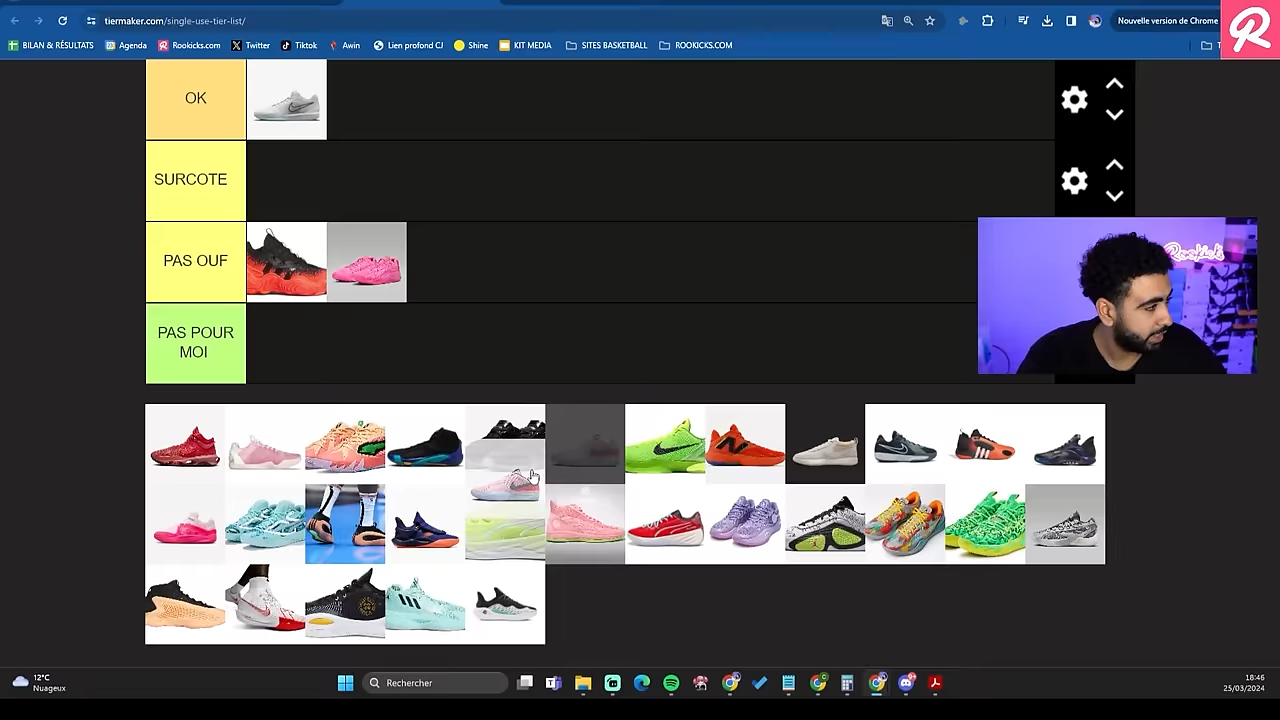 tiermaker.com/single-use-tier-list/
Nouvelle version de Chrome
R
BILAN & RÉSULTATS
Agenda
Rookicks.com
Twitter
Tiktok
Awin
Lien profond CJ
Shine
KIT MEDIA
SITES BASKETBALL
ROOKICKS.COM
OK
SURCOTE
PAS OUF
Rookicks
PAS POUR
MOI
12°C
Nuageux
Rechercher
18:46
25/03/2024